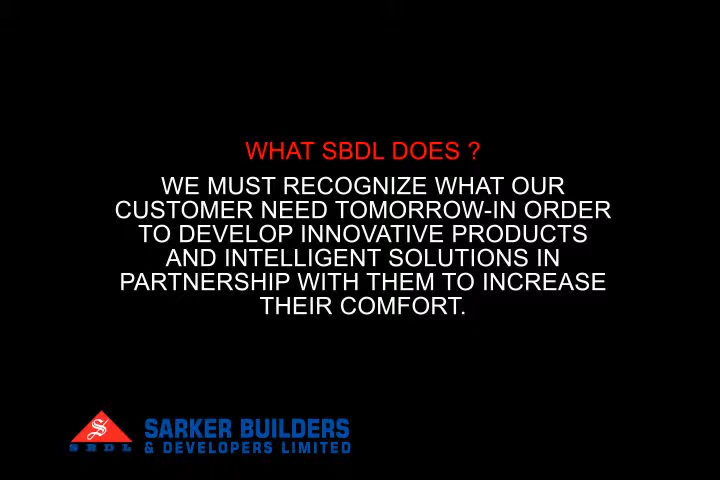 WHAT SBDL DOES ?
WE MUST RECOGNIZE WHAT OUR
CUSTOMER NEED TOMORROW-IN ORDER
TO DEVELOP INNOVATIVE PRODUCTS
AND INTELLIGENT SOLUTIONS IN
PARTNERSHIP WITH THEM TO INCREASE
THEIR COMFORT.
S
SBDL
SARKER BUILDERS
& DEVELOPERS LIMITED